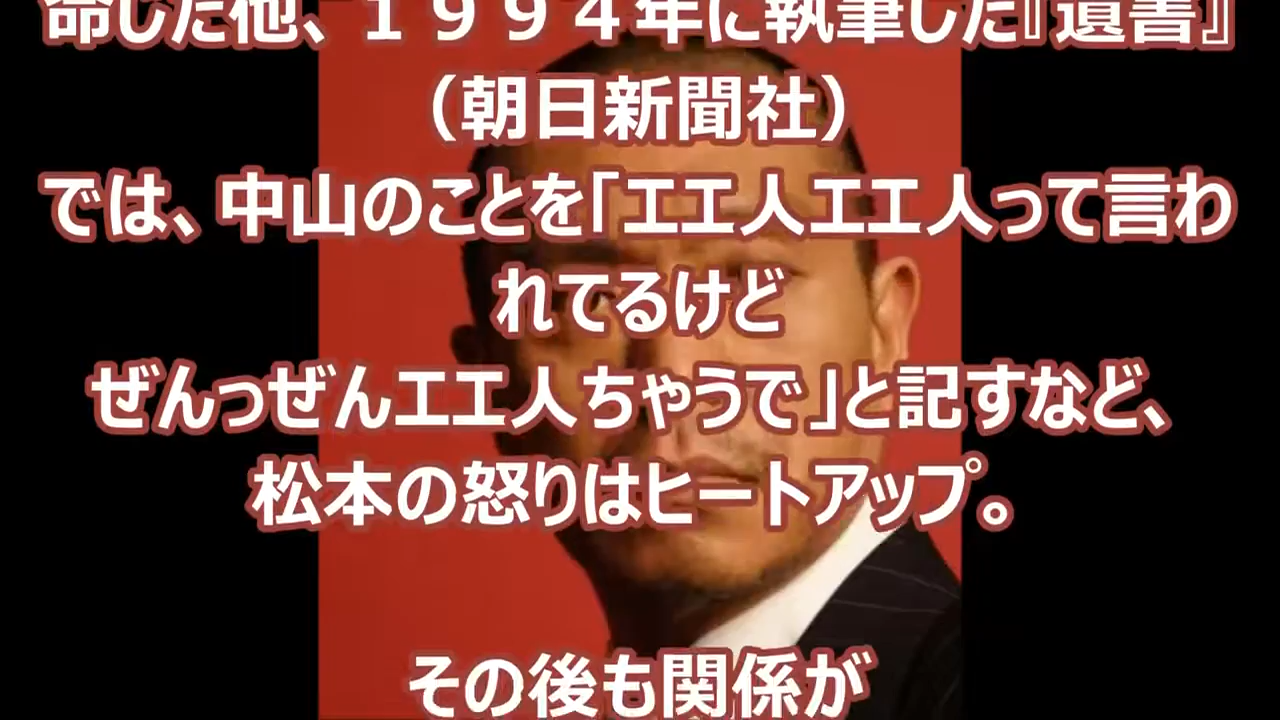 命じた他、１９９４年に執筆した『遺書』
（朝日新聞社）
では、中山のことを「エエ人エエ人って言わ
れてるけど
ぜんっぜんエエ人ちゃうで」と記すなど、
松本の怒りはヒートアップ。
その後も関係が